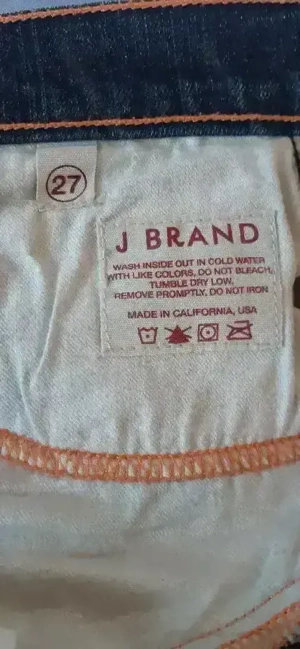 27
J BRAND
WASH INSIDE OUT IN COLD WATER
WITH LIKE COLORS, DO NOT BLEACH,
TUMBLE DRY LOW,
REMOVE PROMPTLY, DO NOT IRON
MADE IN CALIFORNIA, USA